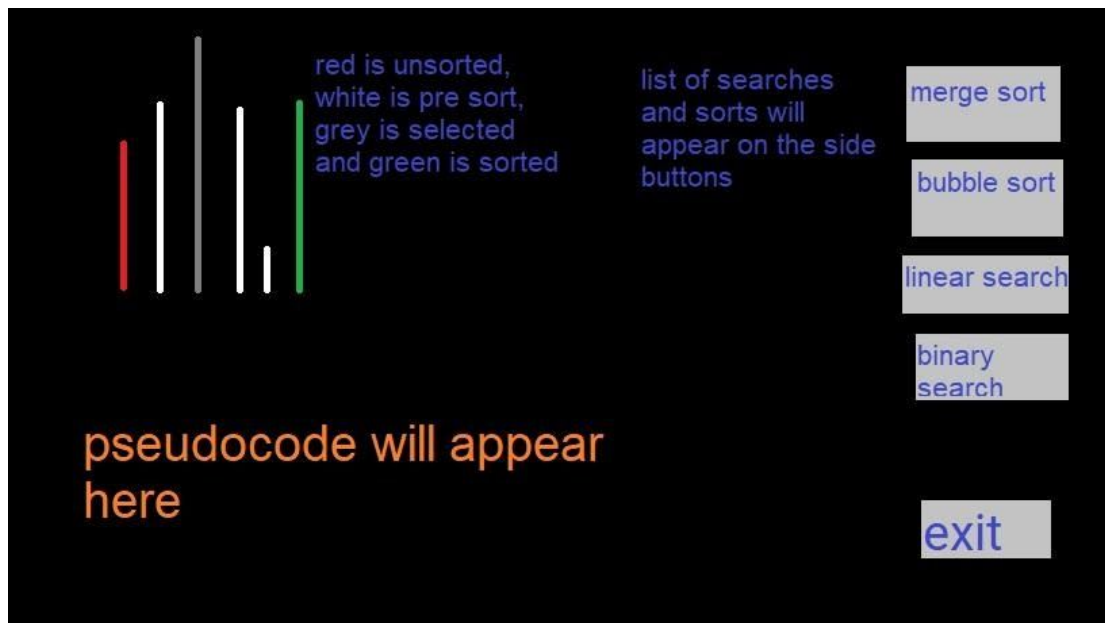 red is unsorted,
white is pre sort,
grey is selected
and green is sorted
list of searches
and sorts will
appear on the side
buttons
merge sort
bubble sort
linear search
binary
search
pseudocode will appear
here
exit